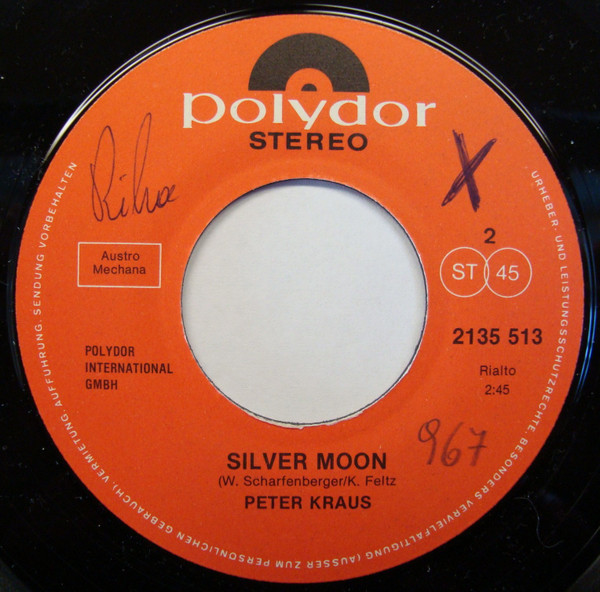 polydor
STEREO
Riha
X
Austro
Mechana
2
ST 45
POLYDOR
INTERNATIONAL
GMBH
2135 513
Rialto
2:45
967
SILVER MOON
(W. Scharfenberger/K. Feltz
PETER KRAUS
URHEBER- UND LEISTUNGSSCHUTZRECHTE, BESONDERS VERVIELFÄLTIGUNG (AUSSER ZUM PERSÖNLICHEN GEBRAUCH), VERMIETUNG, AUFFÜHRUNG, SENDUNG VORBEHALTEN